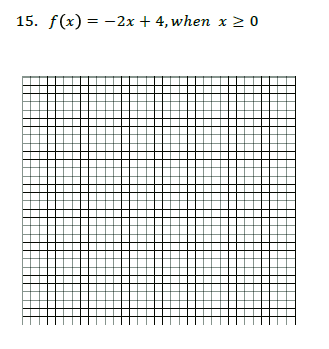 15. f(x) = −2x + 4, when x ≥ 0